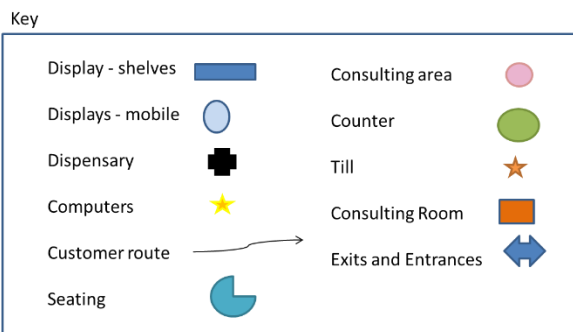 Key
Display - shelves
Displays - mobile
Dispensary
Computers
Customer route
Seating
Consulting area
Counter
Till
Consulting Room
Exits and Entrances